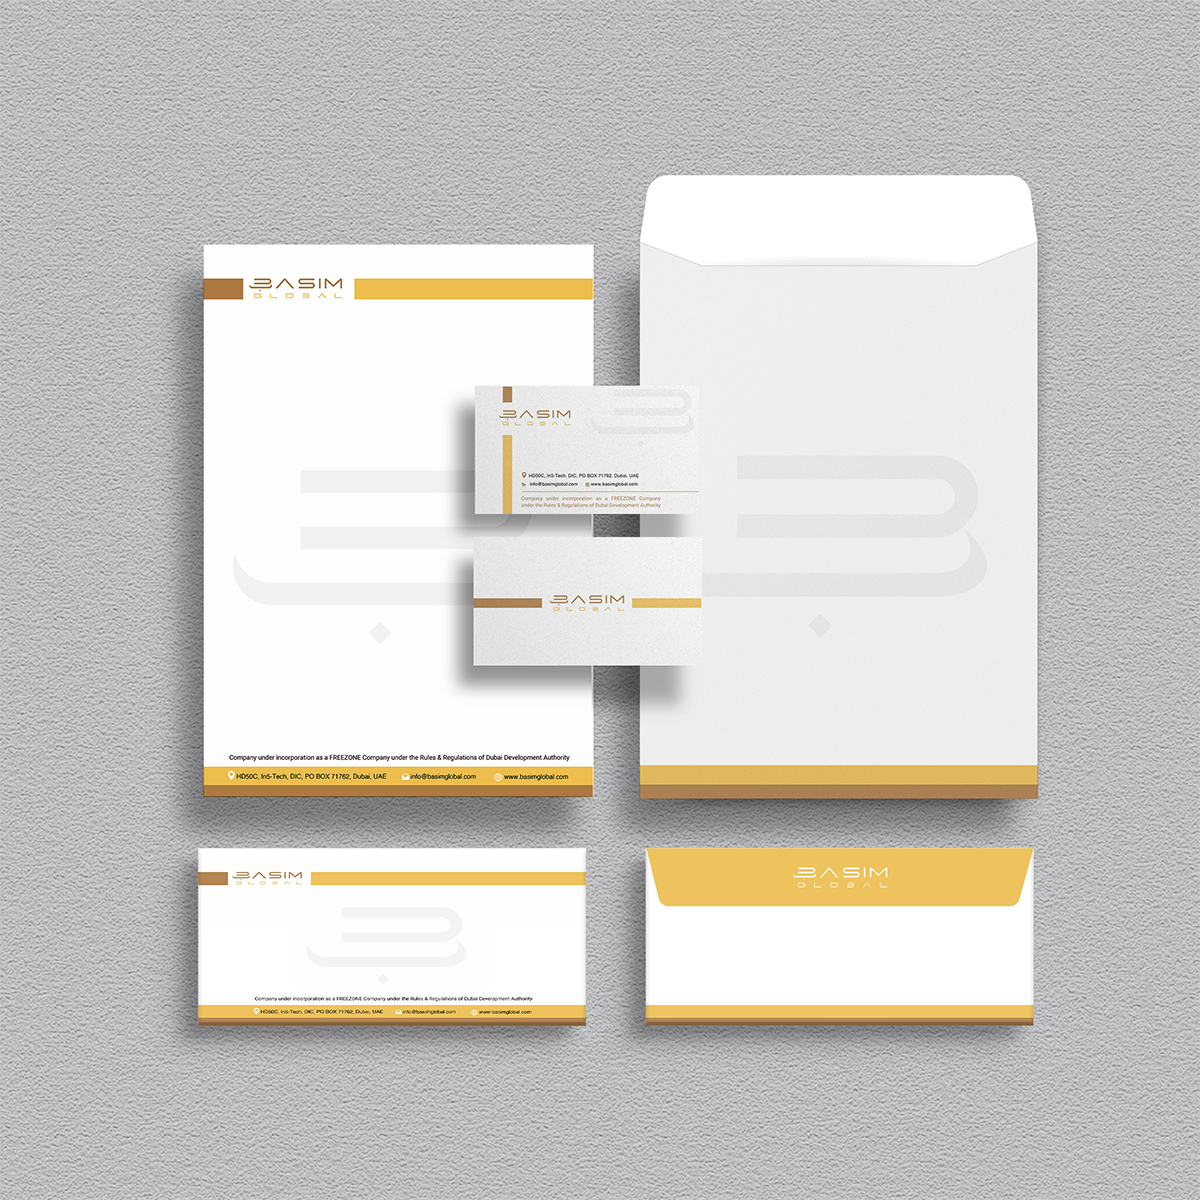 BASIM
GLOBAL
Company under incorporation as a FREEZONE Company under the Rules & Regulations of Dubai Development Authority
HD50C, In5-Tech, DIC, PO BOX 71762, Dubai, UAE info@basimglobal.com www.basimglobal.com
BASIM
GLOBAL
HD50C, In5-Tech, DIC, PO BOX 71762, Dubai, UAE
info@basimglobal.com www.basimglobal.com
Company under incorporation as a FREEZONE Company
under the Rules & Regulations of Dubai Development Authority
BASIM
GLOBAL
BASIM
GLOBAL
Company under incorporation as a FREEZONE Company under the Rules & Regulations of Dubai Development Authority
HD50C, In5-Tech, DIC, PO BOX 71762, Dubai, UAE info@basimglobal.com www.basimglobal.com
BASIM
GLOBAL